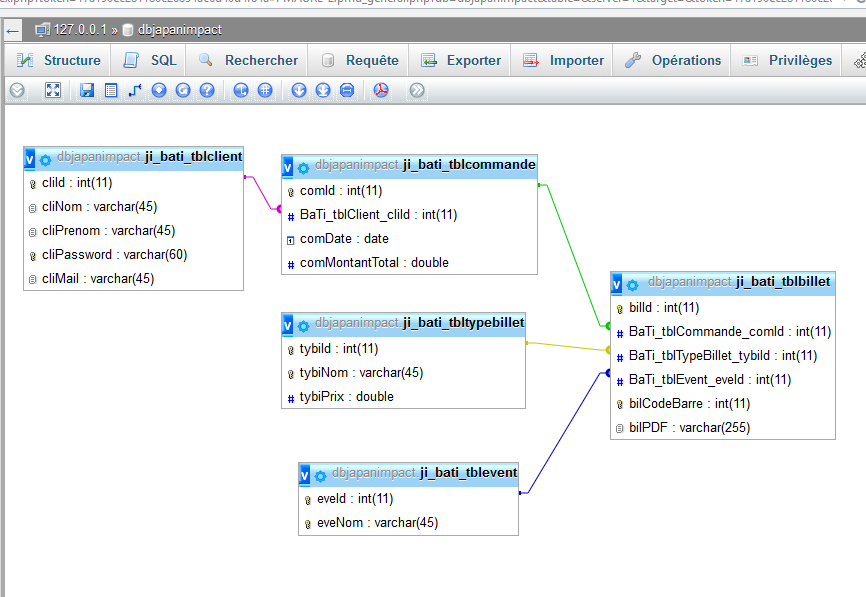 127.0.0.1 » dbjapanimpact
Structure SQL Rechercher Requête Exporter Importer Opérations Privilèges
dbjapanimpact ji_bati_tblclient
cliId : int(11)
cliNom : varchar(45)
cliPrenom : varchar(45)
cliPassword : varchar(60)
cliMail : varchar(45)
dbjapanimpact ji_bati_tblcommande
comId : int(11)
BaTi_tblClient_cliId : int(11)
comDate : date
comMontantTotal : double
dbjapanimpact ji_bati_tbltypebillet
tybiId : int(11)
tybiNom : varchar(45)
tybiPrix : double
dbjapanimpact ji_bati_tblevent
eveId : int(11)
eveNom : varchar(45)
dbjapanimpact ji_bati_tblbillet
bilId : int(11)
BaTi_tblCommande_comId : int(11)
BaTi_tblTypeBillet_tybiId : int(11)
BaTi_tblEvent_eveId : int(11)
bilCodeBarre : int(11)
bilPDF : varchar(255)